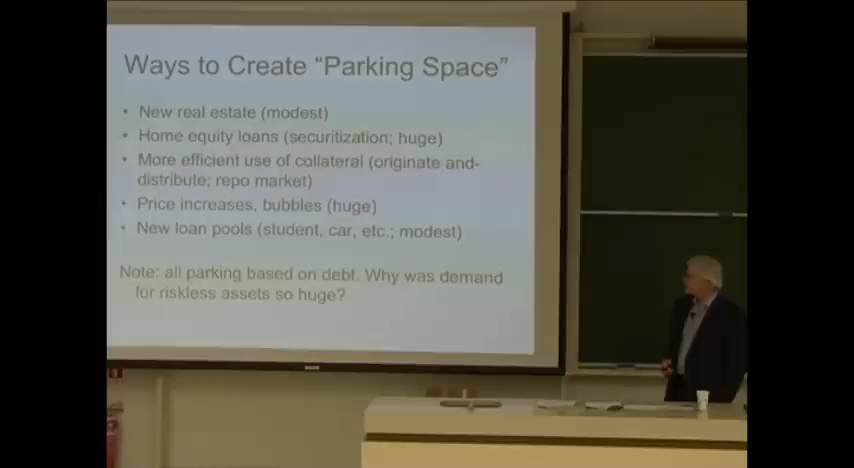 Ways to Create “Parking Space”
• New real estate (modest)
• Home equity loans (securitization; huge)
• More efficient use of collateral (originate and-
distribute; repo market)
• Price increases, bubbles (huge)
• New loan pools (student, car, etc.; modest)
Note: all parking based on debt. Why was demand
for riskless assets so huge?